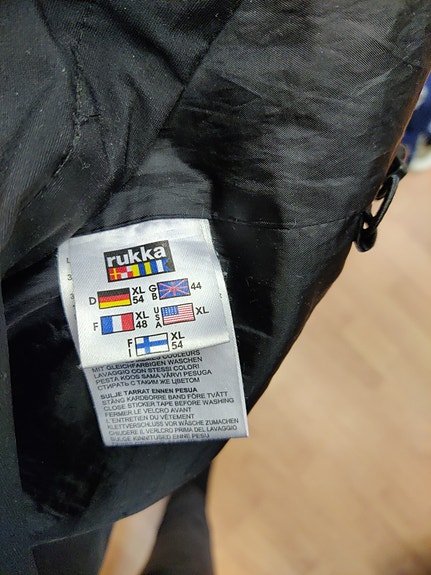 rukka
D XL 54 GB 44
F XL 48 USA XL
FI XL 54
MIT GLEICHFARBIGEN WASCHEN
LAVAGGIO CON STESSI COLORI
PESTA KOOS SAMA VÄRVI PESUGA
СТИРАТЬ С ТАКИМ ЖЕ ЦВЕТОМ
SULJE TARRAT ENNEN PESUA
STÄNG KARDBORRE BAND FÖRE TVÄTT
CLOSE STICKER TAPE BEFORE WASHING
FERMER LE VELCRO AVANT
L'ENTRETIEN DU VÊTEMENT
KLETTVERSCHLUSS VOR WÄSCHE ZUMACHEN
CHIUDERE IL VERLCRO PRIMA DEL LAVAGGIO
SULGE KINNITUSED ENNE PESU